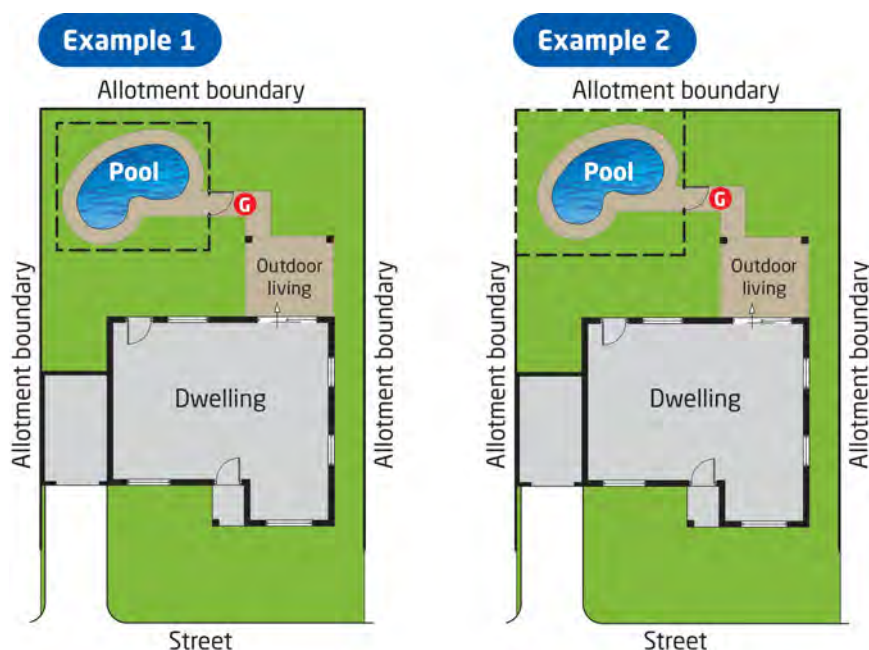 Example 1
Allotment boundary
Pool
G
Outdoor
living
Allotment boundary
Allotment boundary
Dwelling
Street
Example 2
Allotment boundary
Pool
G
Outdoor
living
Allotment boundary
Allotment boundary
Dwelling
Street